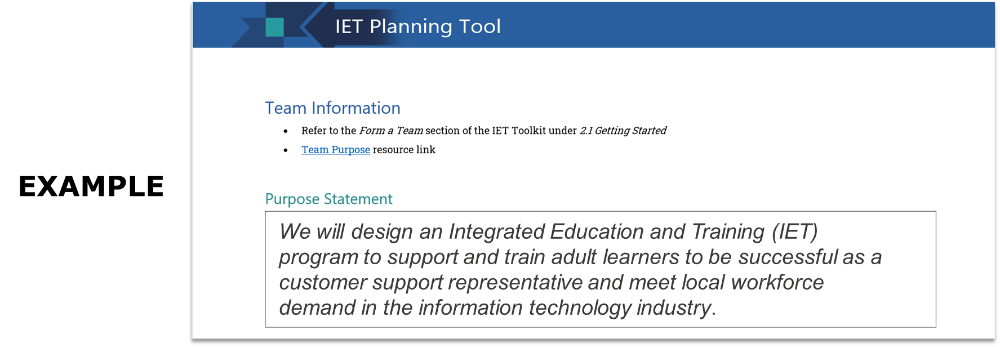 IET Planning Tool
Team Information
• Refer to the Form a Team section of the IET Toolkit under 2.1 Getting Started
• Team Purpose resource link
EXAMPLE
Purpose Statement
We will design an Integrated Education and Training (IET)
program to support and train adult learners to be successful as a
customer support representative and meet local workforce
demand in the information technology industry.